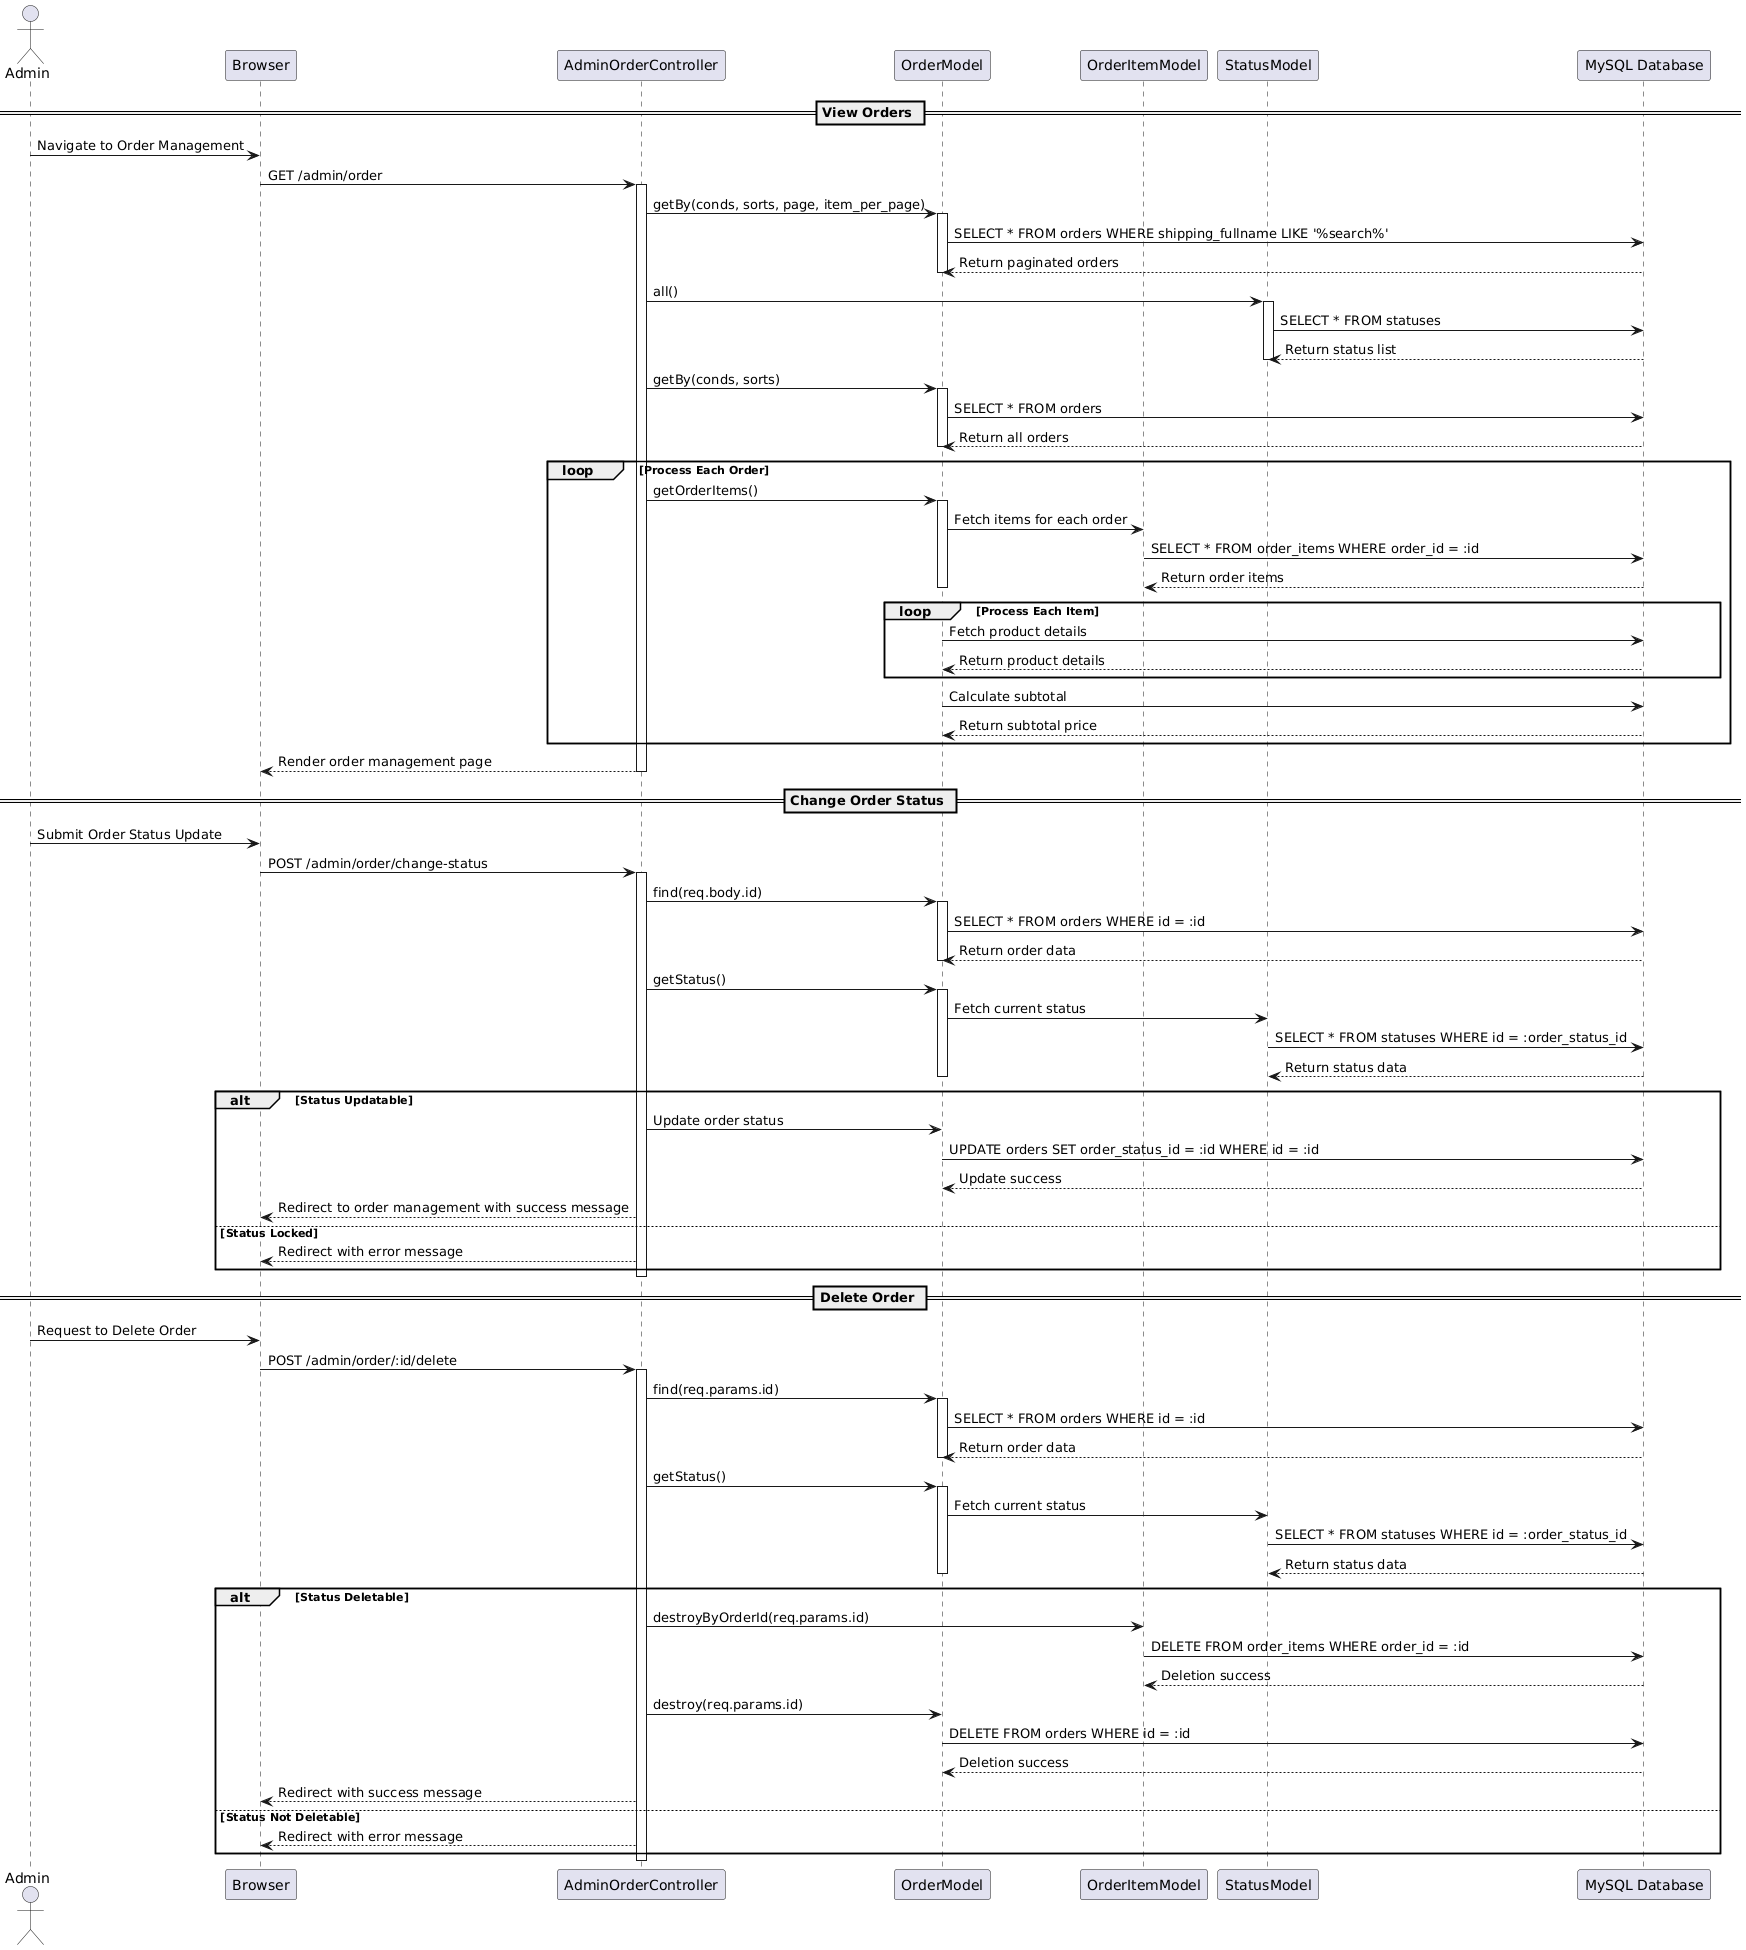 Admin
Browser
AdminOrderController
OrderModel
OrderItemModel
StatusModel
MySQL Database
View Orders
Navigate to Order Management
GET /admin/order
getBy(conds, sorts, page, item_per_page)
SELECT * FROM orders WHERE shipping_fullname LIKE '%search%'
Return paginated orders
all()
SELECT * FROM statuses
Return status list
getBy(conds, sorts)
SELECT * FROM orders
Return all orders
loop [Process Each Order]
getOrderItems()
Fetch items for each order
SELECT * FROM order_items WHERE order_id = :id
Return order items
loop [Process Each Item]
Fetch product details
Return product details
Calculate subtotal
Return subtotal price
Render order management page
Change Order Status
Submit Order Status Update
POST /admin/order/change-status
find(req.body.id)
SELECT * FROM orders WHERE id = :id
Return order data
getStatus()
Fetch current status
SELECT * FROM statuses WHERE id = :order_status_id
Return status data
alt [Status Updatable]
Update order status
UPDATE orders SET order_status_id = :id WHERE id = :id
Update success
Redirect to order management with success message
[Status Locked]
Redirect with error message
Delete Order
Request to Delete Order
POST /admin/order/:id/delete
find(req.params.id)
SELECT * FROM orders WHERE id = :id
Return order data
getStatus()
Fetch current status
SELECT * FROM statuses WHERE id = :order_status_id
Return status data
alt [Status Deletable]
destroyByOrderId(req.params.id)
DELETE FROM order_items WHERE order_id = :id
Deletion success
destroy(req.params.id)
DELETE FROM orders WHERE id = :id
Deletion success
Redirect with success message
[Status Not Deletable]
Redirect with error message
Admin
Browser
AdminOrderController
OrderModel
OrderItemModel
StatusModel
MySQL Database